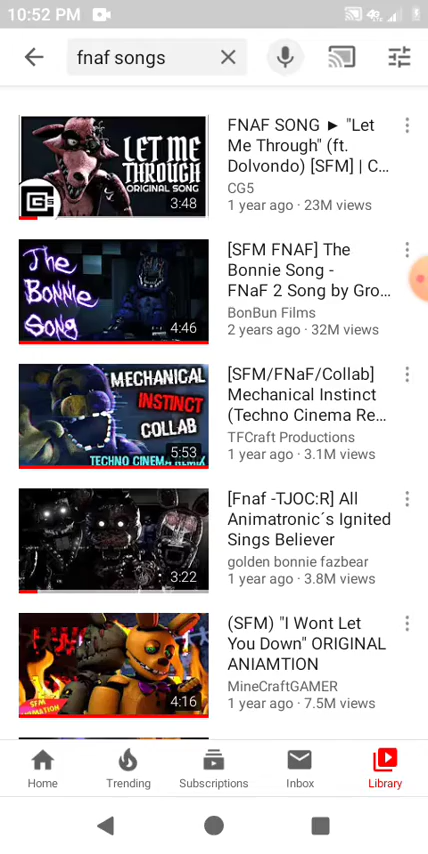 10:52 PM
fnaf songs
LET ME
THROUGH
ORIGINAL SONG
3:48
FNAF SONG ► "Let
Me Through" (ft.
Dolvondo) [SFM] | C...
CG5
1 year ago · 23M views
The
Bonnie
Song
4:46
[SFM FNAF] The
Bonnie Song -
FNaF 2 Song by Gro...
BonBun Films
2 years ago · 32M views
MECHANICAL
INSTINCT
COLLAB
5:53
TECHNO CINEMA REMIX
[SFM/FNaF/Collab]
Mechanical Instinct
(Techno Cinema Re...
TFCraft Productions
1 year ago · 3.1M views
3:22
[Fnaf -TJOC:R] All
Animatronic´s Ignited
Sings Believer
golden bonnie fazbear
1 year ago · 3.8M views
SFM
4:16
(SFM) "I Wont Let
You Down" ORIGINAL
ANIAMTION
MineCraftGAMER
1 year ago · 7.5M views
Home
Trending
Subscriptions
Inbox
Library